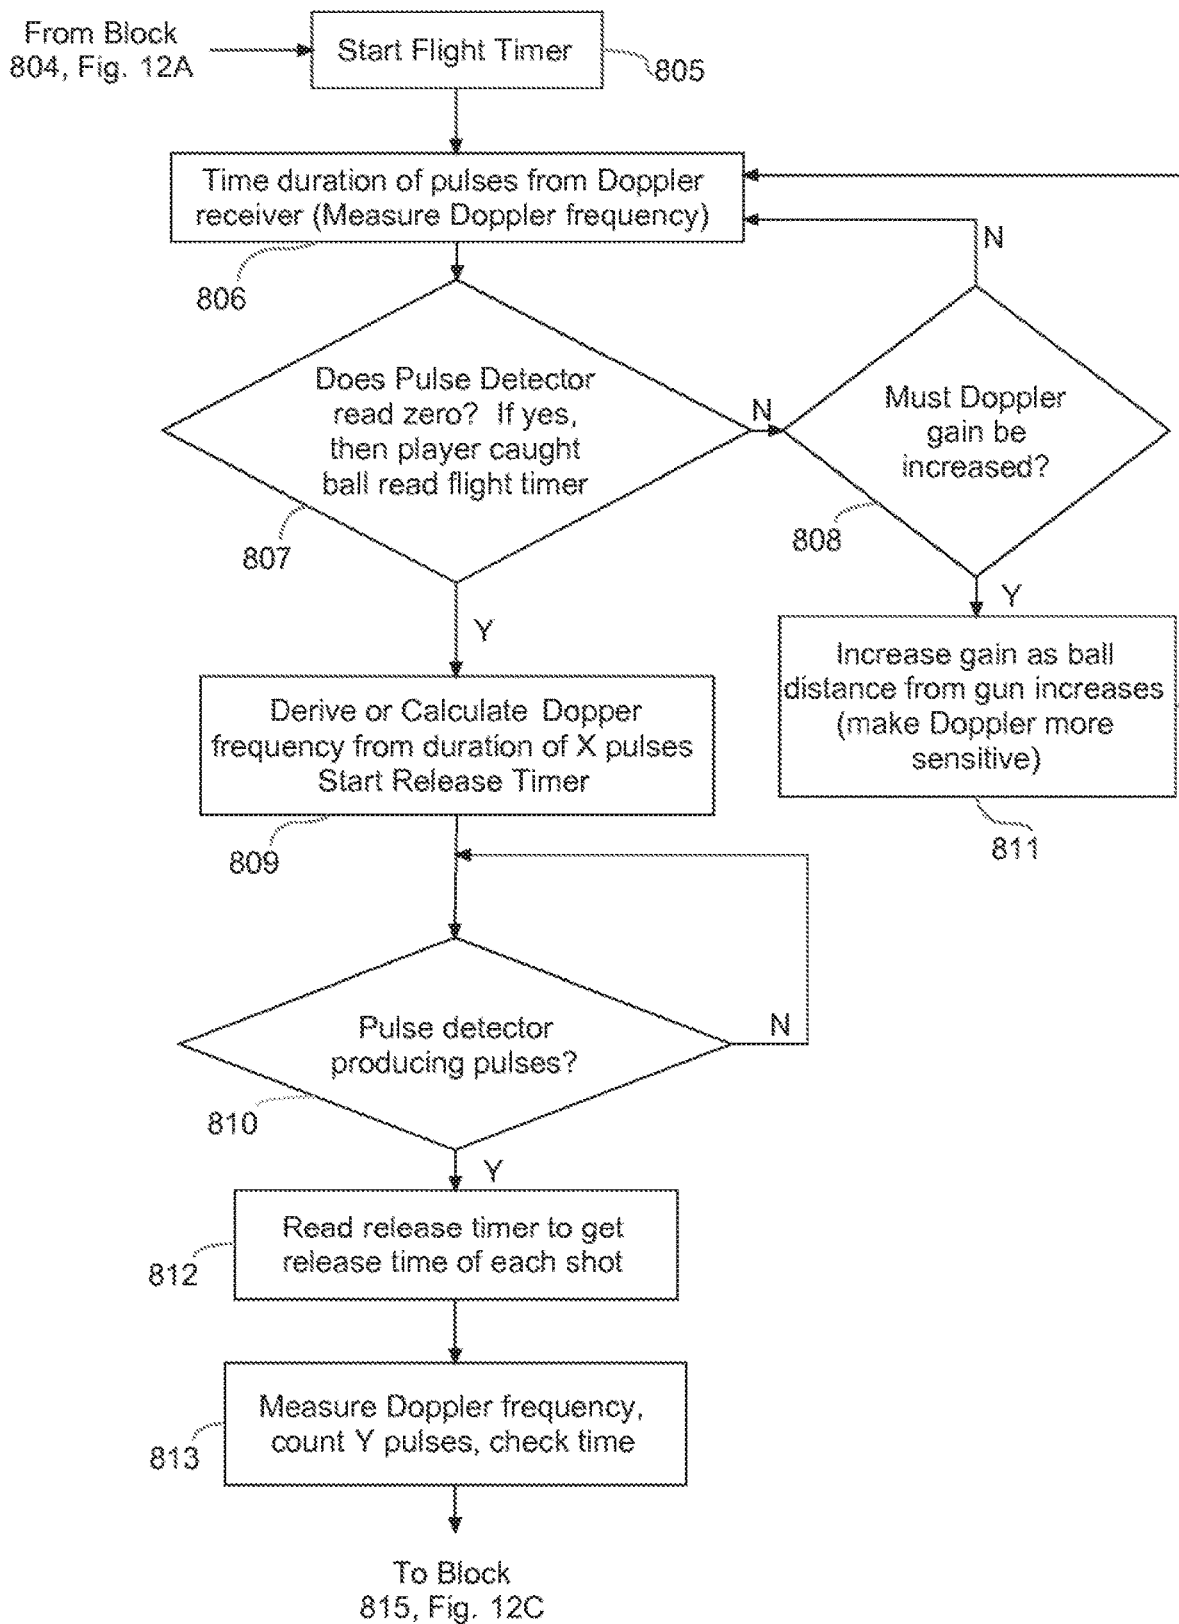 From Block
804, Fig. 12A
Start Flight Timer
805
Time duration of pulses from Doppler
receiver (Measure Doppler frequency)
806
N
Does Pulse Detector
read zero?  If yes,
then player caught
ball read flight timer
807
N
Must Doppler
gain be
increased?
808
Y
Y
Increase gain as ball
distance from gun increases
(make Doppler more
sensitive)
811
Derive or Calculate Dopper
frequency from duration of X pulses
Start Release Timer
809
Pulse detector
producing pulses?
810
N
Y
Read release timer to get
release time of each shot
812
Measure Doppler frequency,
count Y pulses, check time
813
To Block
815, Fig. 12C